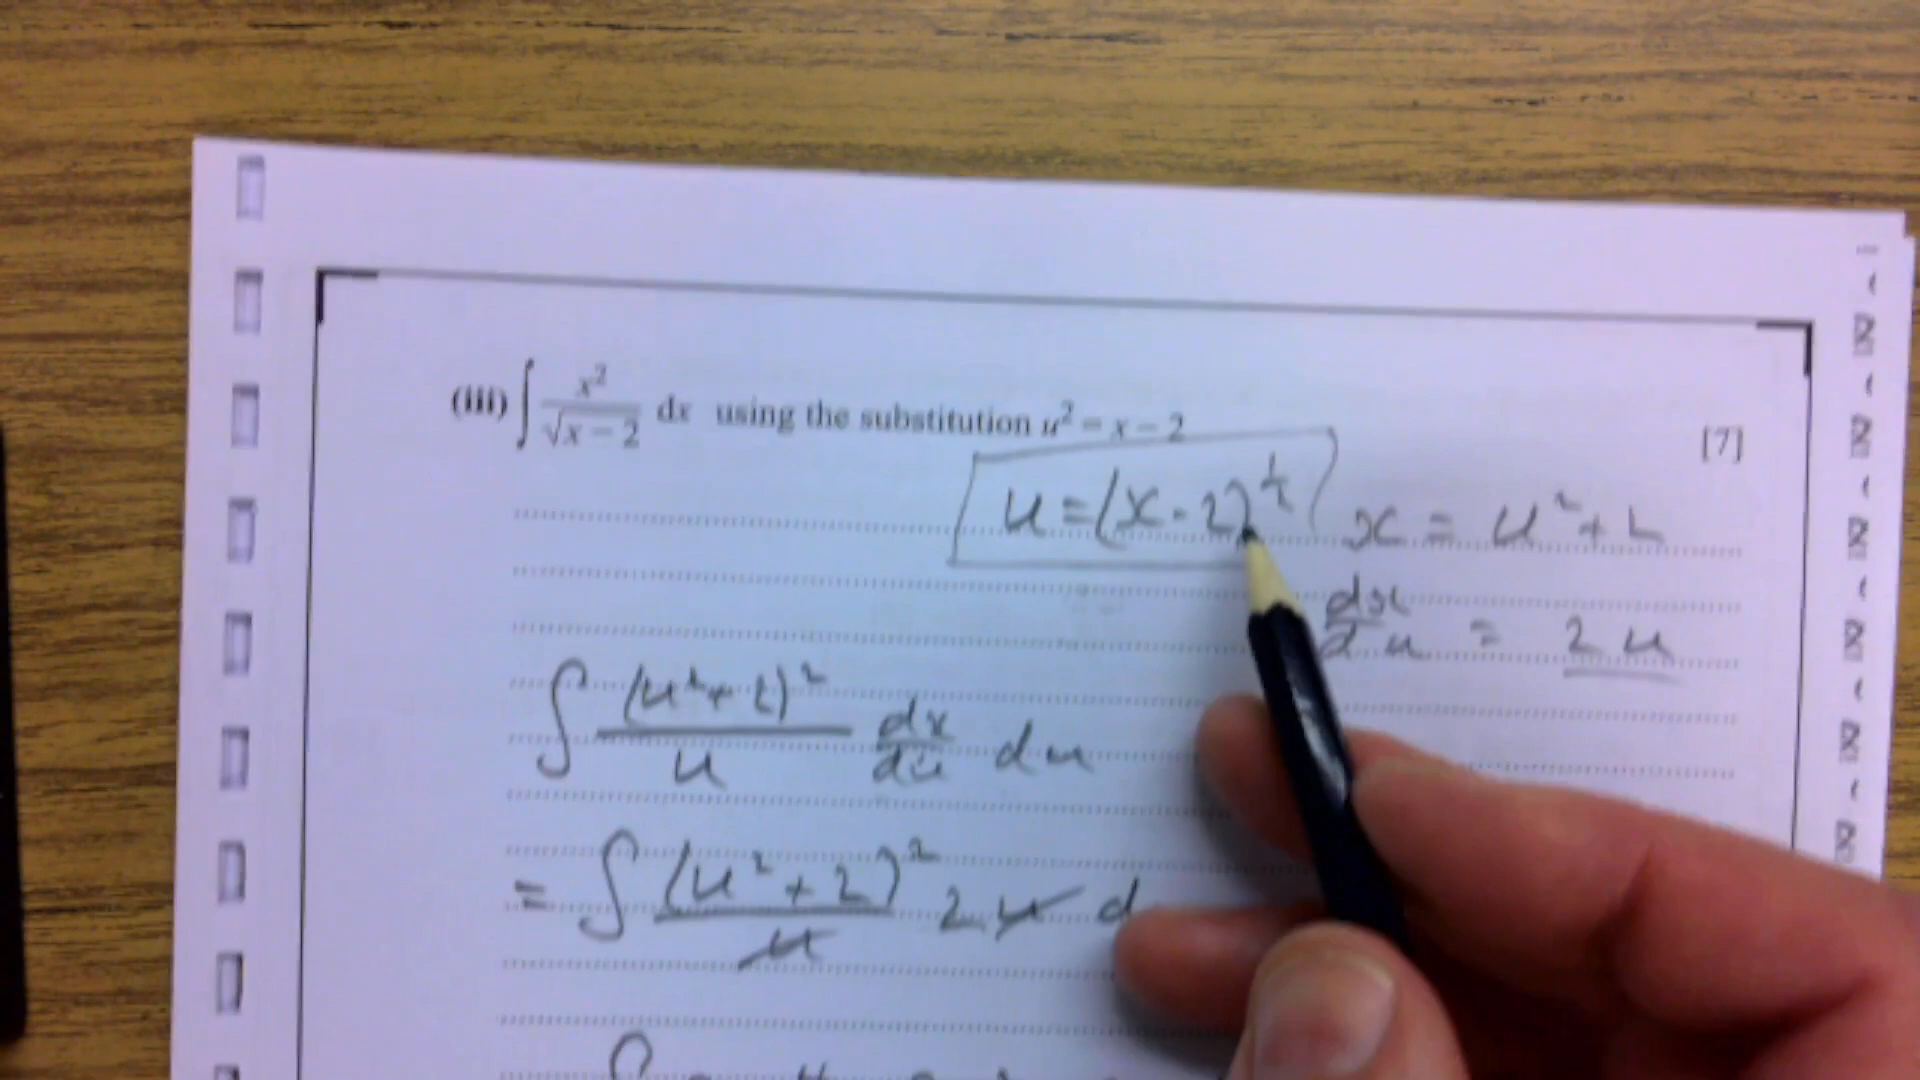 (iii) ∫ x²/√(x − 2) dx using the substitution u² = x − 2
[7]
u = (x - 2)^½
x = u² + 2
dx/du = 2u
∫ (u² + 2)²/u dx/du du
= ∫ (u² + 2)²/u 2u d